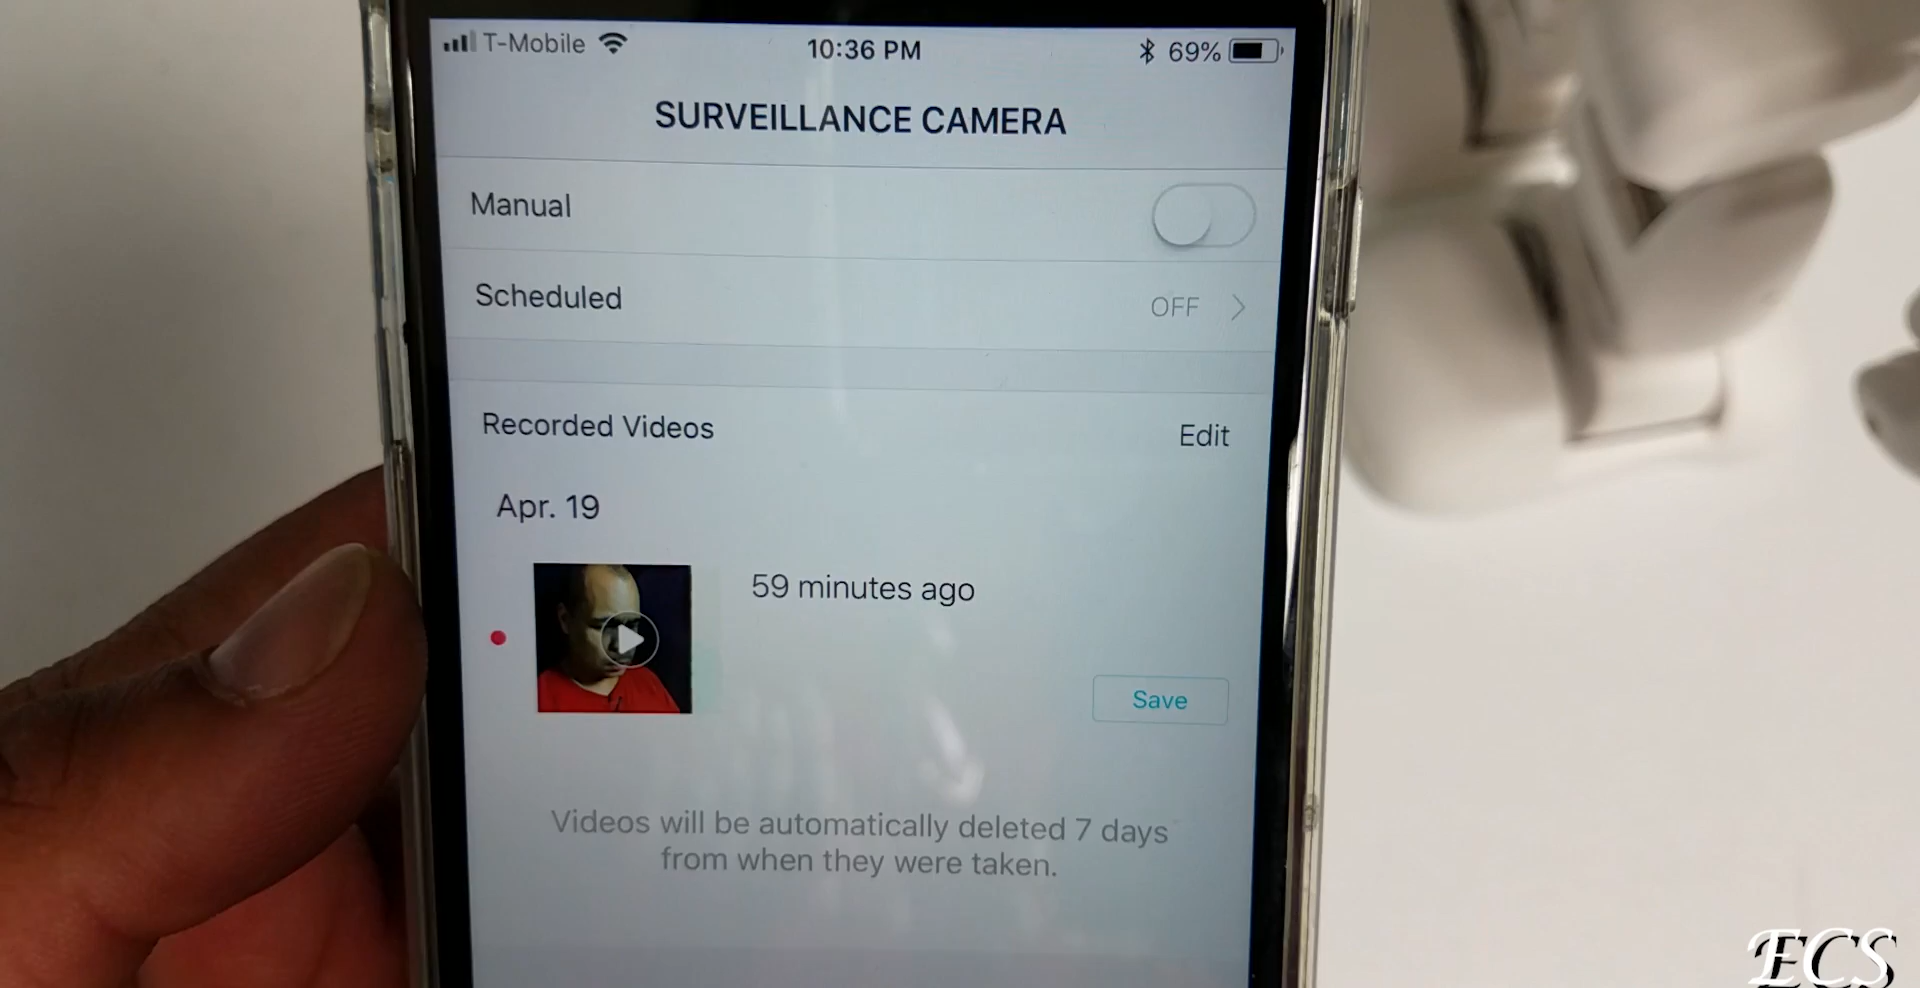 T-Mobile 10:36 PM 69%
SURVEILLANCE CAMERA
Manual
Scheduled OFF
Recorded Videos Edit
Apr. 19
59 minutes ago
Save
Videos will be automatically deleted 7 days
from when they were taken.
ECS